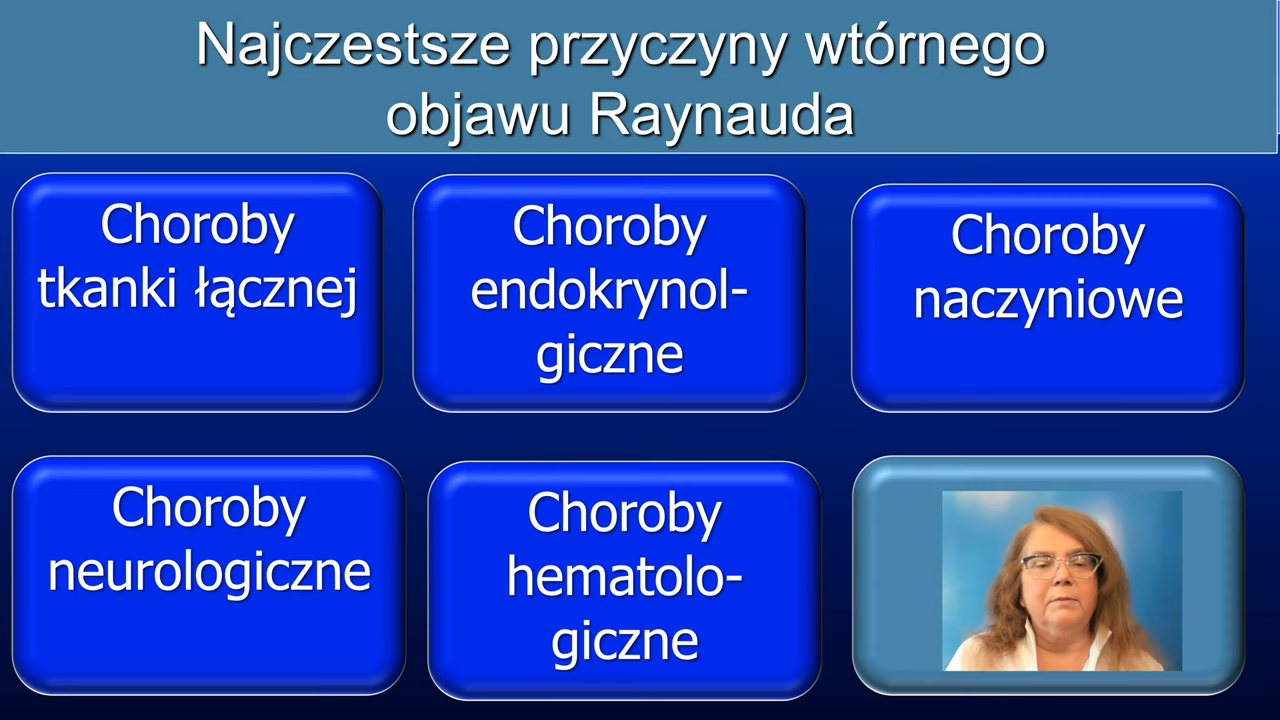 Najczestsze przyczyny wtórnego
objawu Raynauda
Choroby
tkanki łącznej
Choroby
endokrynol-
giczne
Choroby
naczyniowe
Choroby
neurologiczne
Choroby
hematolo-
giczne